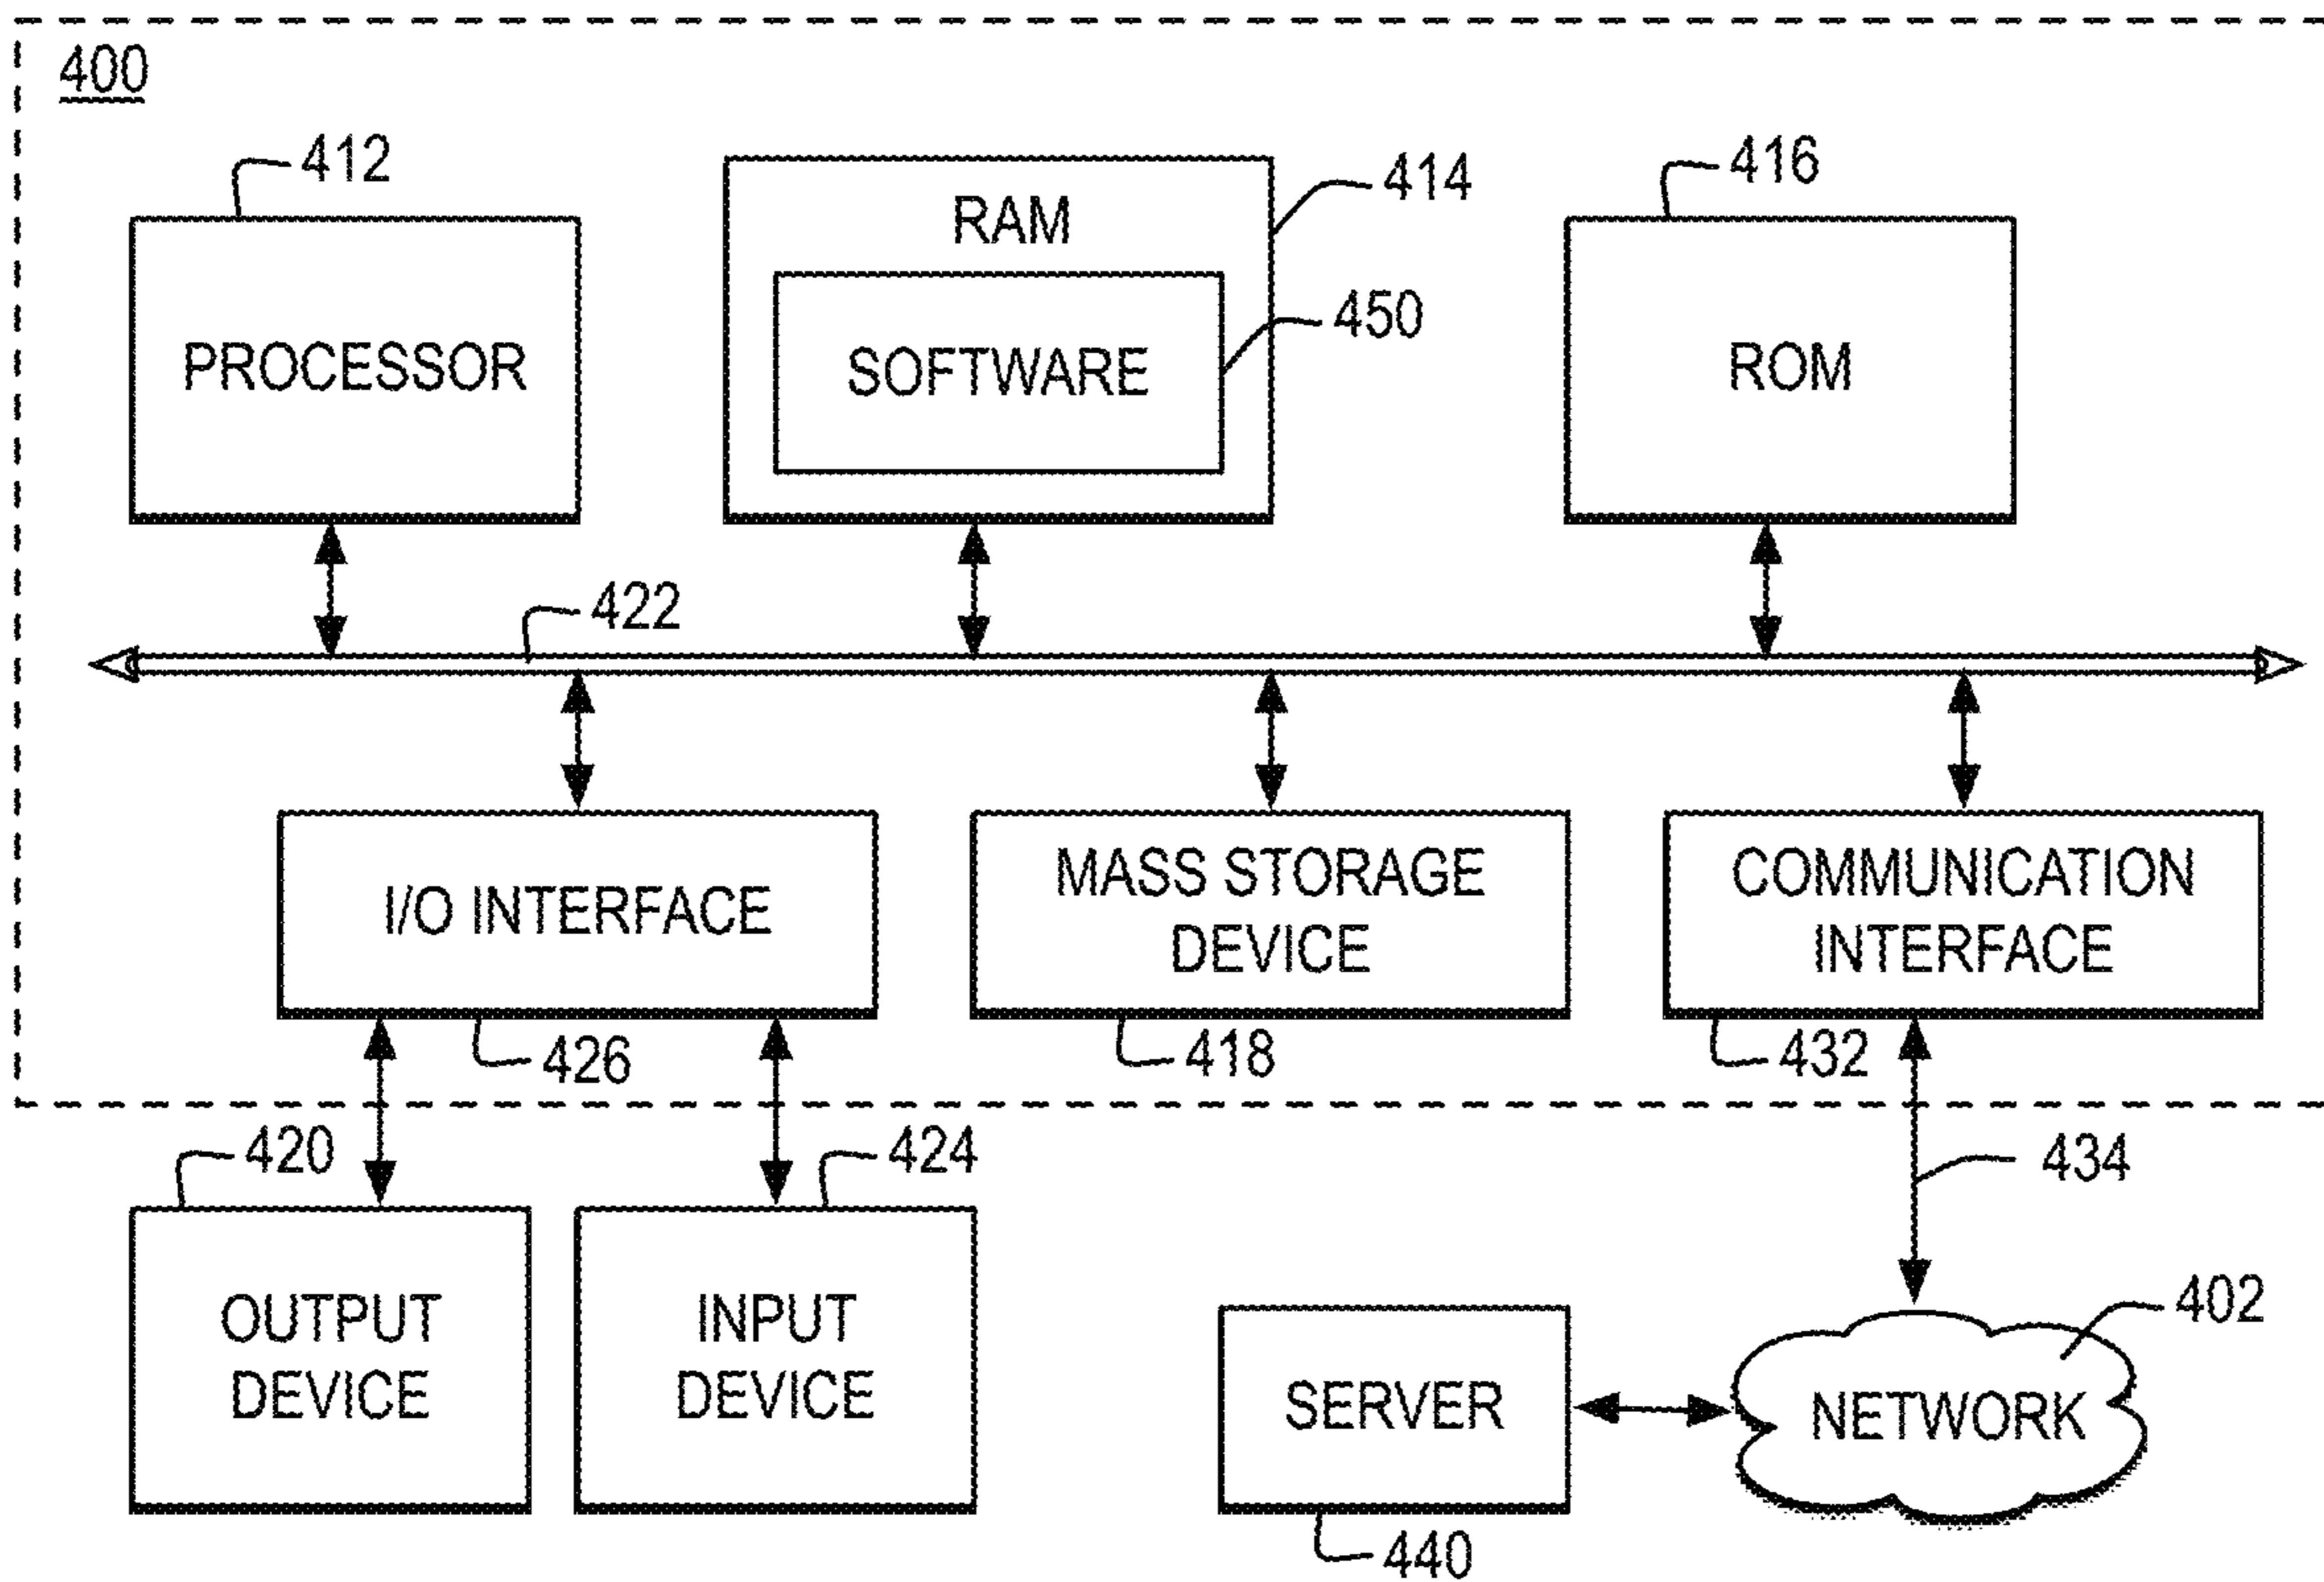 400
412
414
416
RAM
450
PROCESSOR
SOFTWARE
ROM
422
I/O INTERFACE
MASS STORAGE
DEVICE
COMMUNICATION
INTERFACE
426
418
432
420
424
434
OUTPUT
DEVICE
INPUT
DEVICE
402
SERVER
NETWORK
440